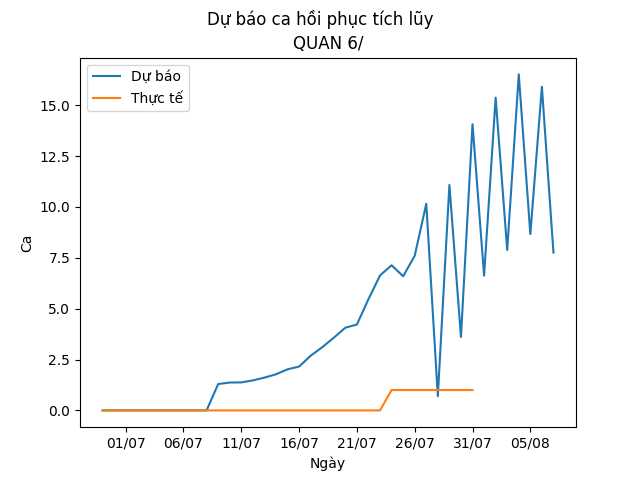 Dự báo ca hồi phục tích lũy
QUAN 6/
Dự báo
Thực tế
Ca
15.0
12.5
10.0
7.5
5.0
2.5
0.0
01/07 06/07 11/07 16/07 21/07 26/07 31/07 05/08
Ngày